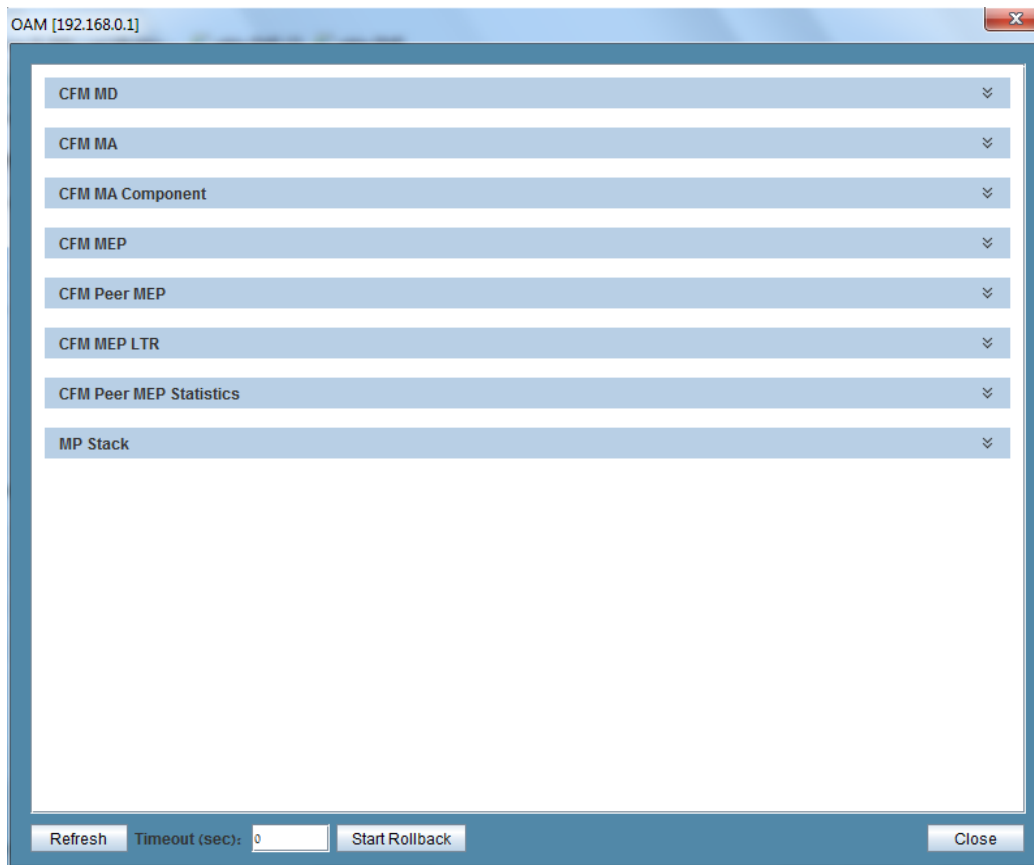 OAM [192.168.0.1]
CFM MD
CFM MA
CFM MA Component
CFM MEP
CFM Peer MEP
CFM MEP LTR
CFM Peer MEP Statistics
MP Stack
Refresh Timeout (sec): 0 Start Rollback Close